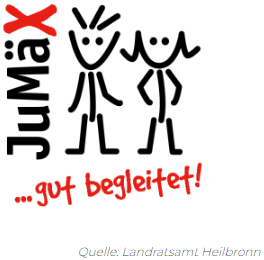 JuMäX
...gut begleitet!
Quelle: Landratsamt Heilbronn